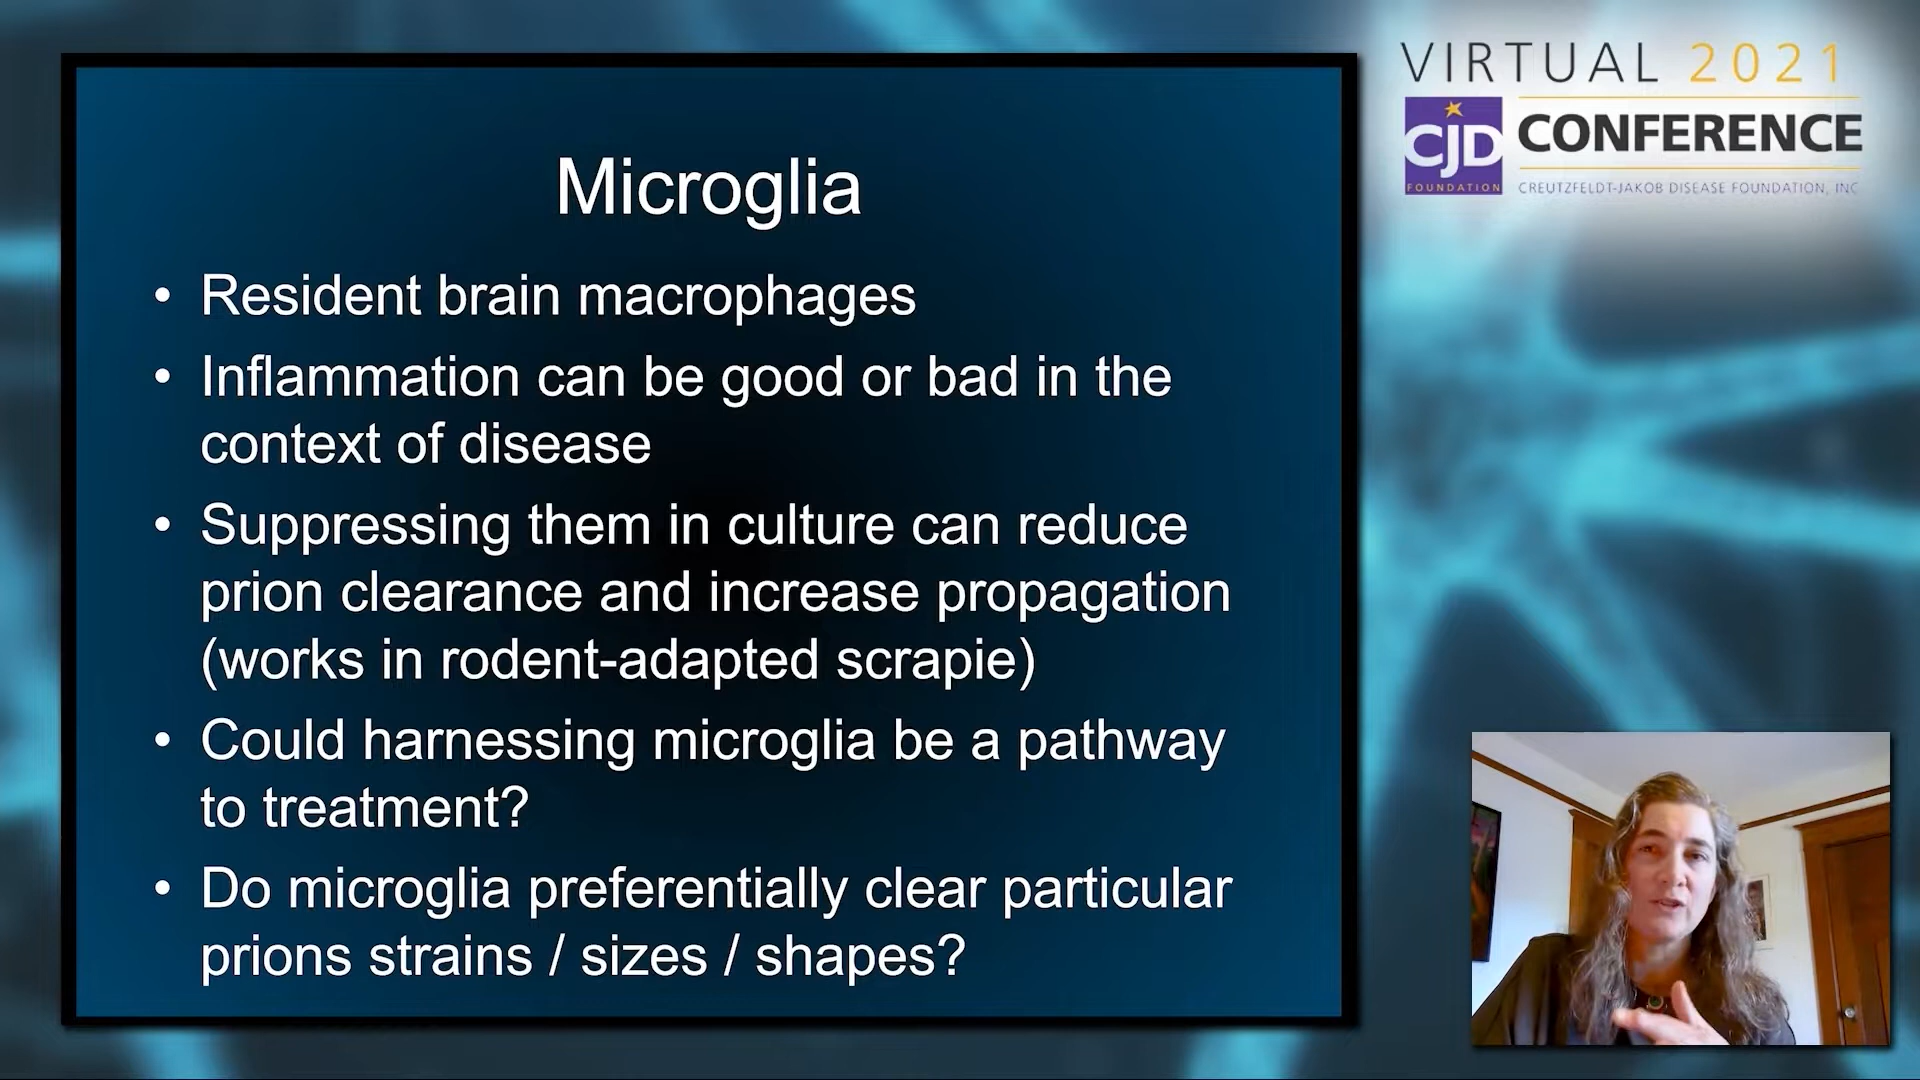 VIRTUAL 2021
CJD
FOUNDATION
CONFERENCE
CREUTZFELDT-JAKOB DISEASE FOUNDATION, INC
Microglia
• Resident brain macrophages
• Inflammation can be good or bad in the
context of disease
• Suppressing them in culture can reduce
prion clearance and increase propagation
(works in rodent-adapted scrapie)
• Could harnessing microglia be a pathway
to treatment?
• Do microglia preferentially clear particular
prions strains / sizes / shapes?